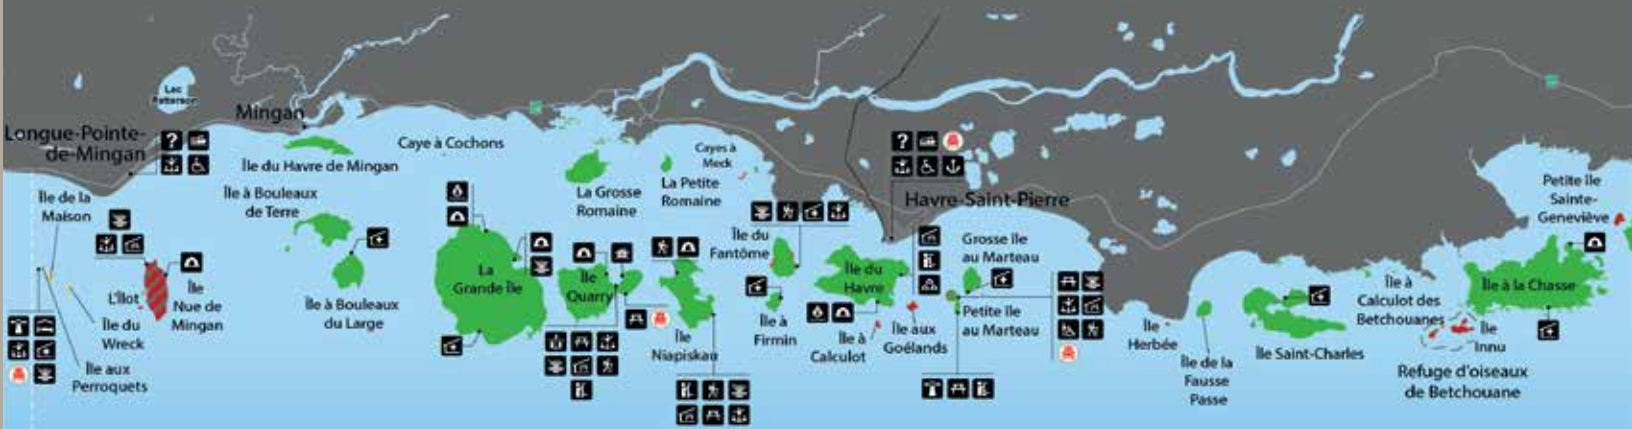 Lac
Patterson
Mingan
Longue-Pointe-
de-Mingan
?
Île du Havre de Mingan
Caye à Cochons
Île de la
Maison
Île à Bouleaux
de Terre
L'îlot
Île
Nue de
Mingan
Île du
Wreck
Île aux
Perroquets
Île à Bouleaux
du Large
La
Grande Île
La Grosse
Romaine
La Petite
Romaine
Cayes à
Meck
Île
Quarry
Île
Niapiskau
Île du
Fantôme
Île à
Firmin
?
Havre-Saint-Pierre
Île du
Havre
Île à
Calculot
Île aux
Goélands
Grosse île
au Marteau
Petite île
au Marteau
Île
Herbée
Île de la
Fausse
Passe
Île Saint-Charles
Île à
Calculot des
Betchouanes
Île
Innu
Refuge d'oiseaux
de Betchouane
Île à la Chasse
Petite île
Sainte-
Geneviève